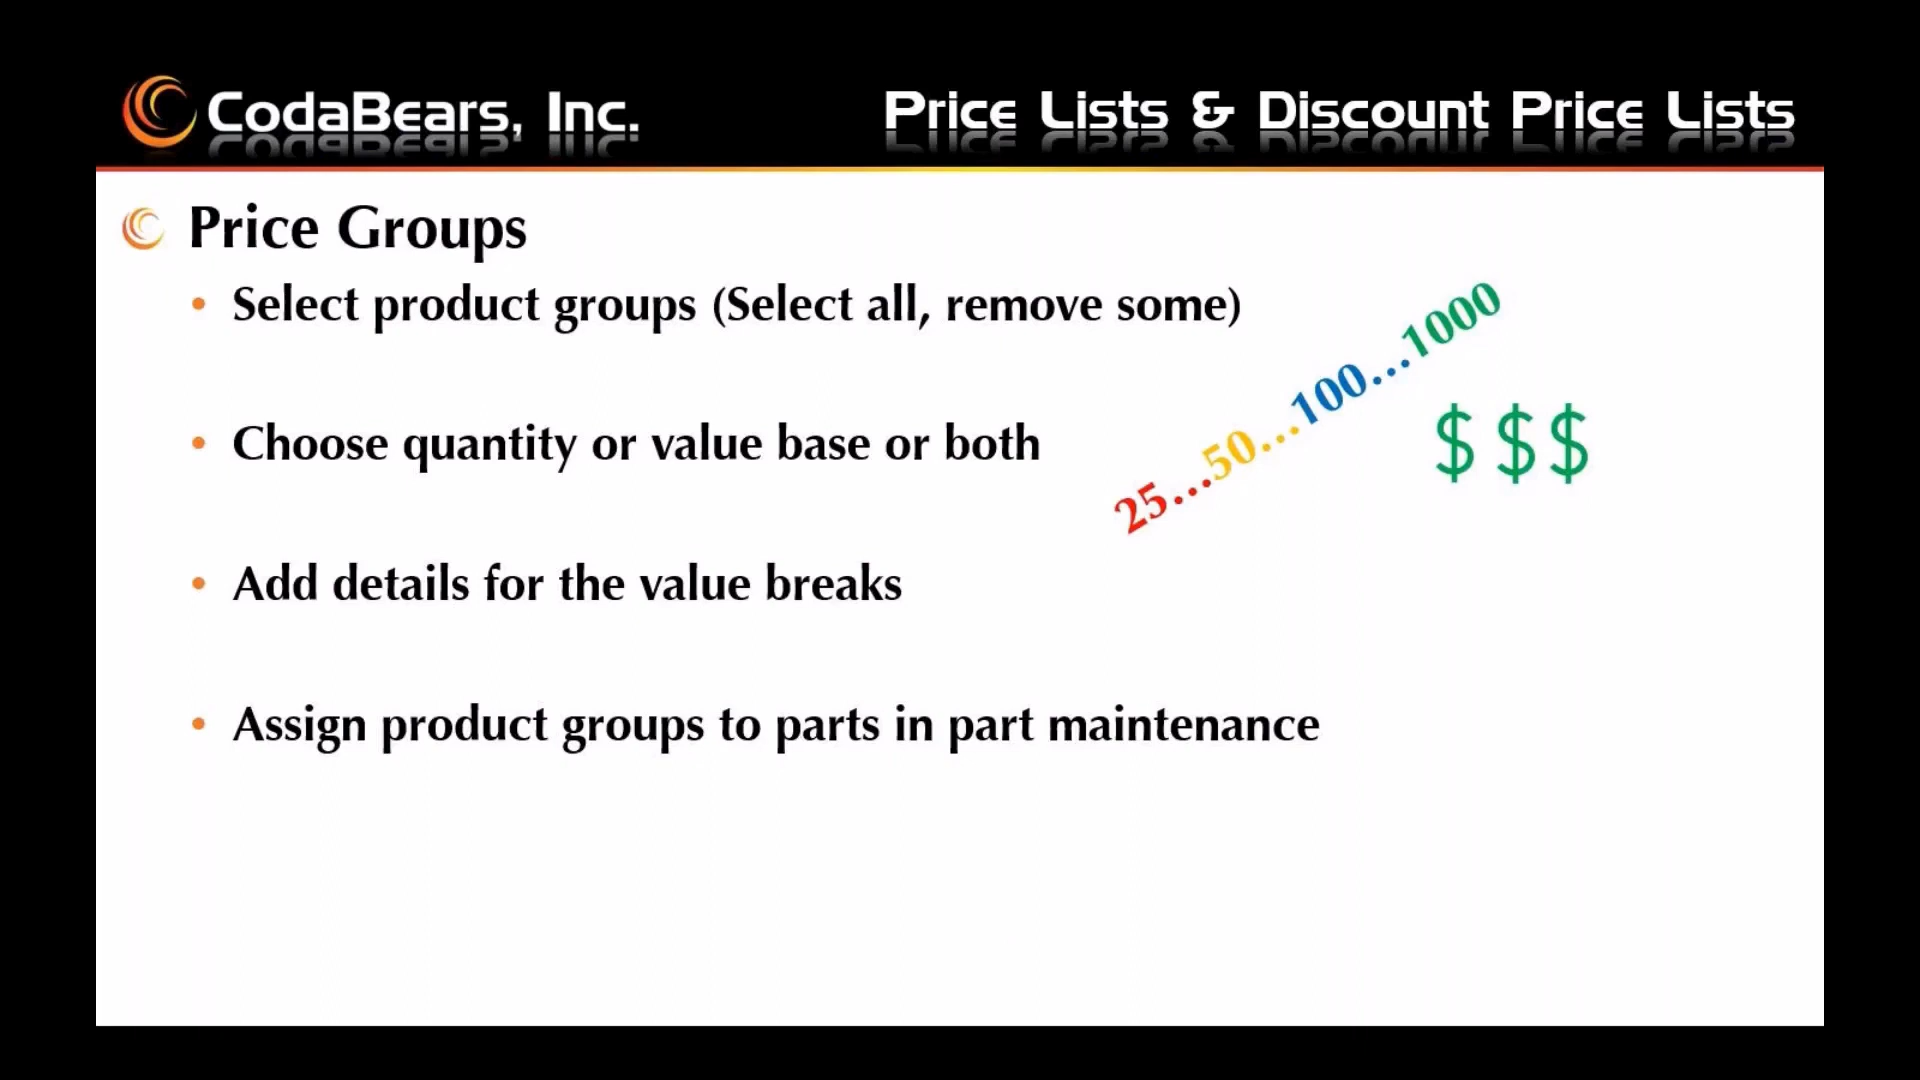 CodaBears, Inc.
Price Lists & Discount Price Lists
Price Groups
• Select product groups (Select all, remove some)
• Choose quantity or value base or both
25...50...100...1000
$ $ $
• Add details for the value breaks
• Assign product groups to parts in part maintenance